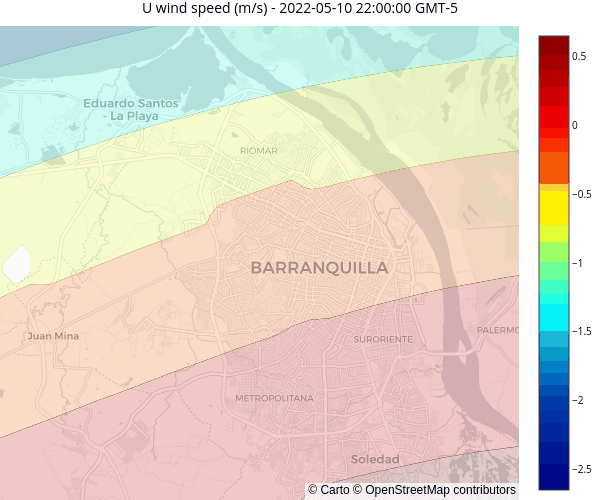 U wind speed (m/s) - 2022-05-10 22:00:00 GMT-5
Eduardo Santos
- La Playa
RIOMAR
BARRANQUILLA
Juan Mina
SURORIENTE
PALERMO
METROPOLITANA
Soledad
© Carto © OpenStreetMap contributors
0.5
0
−0.5
−1
−1.5
−2
−2.5